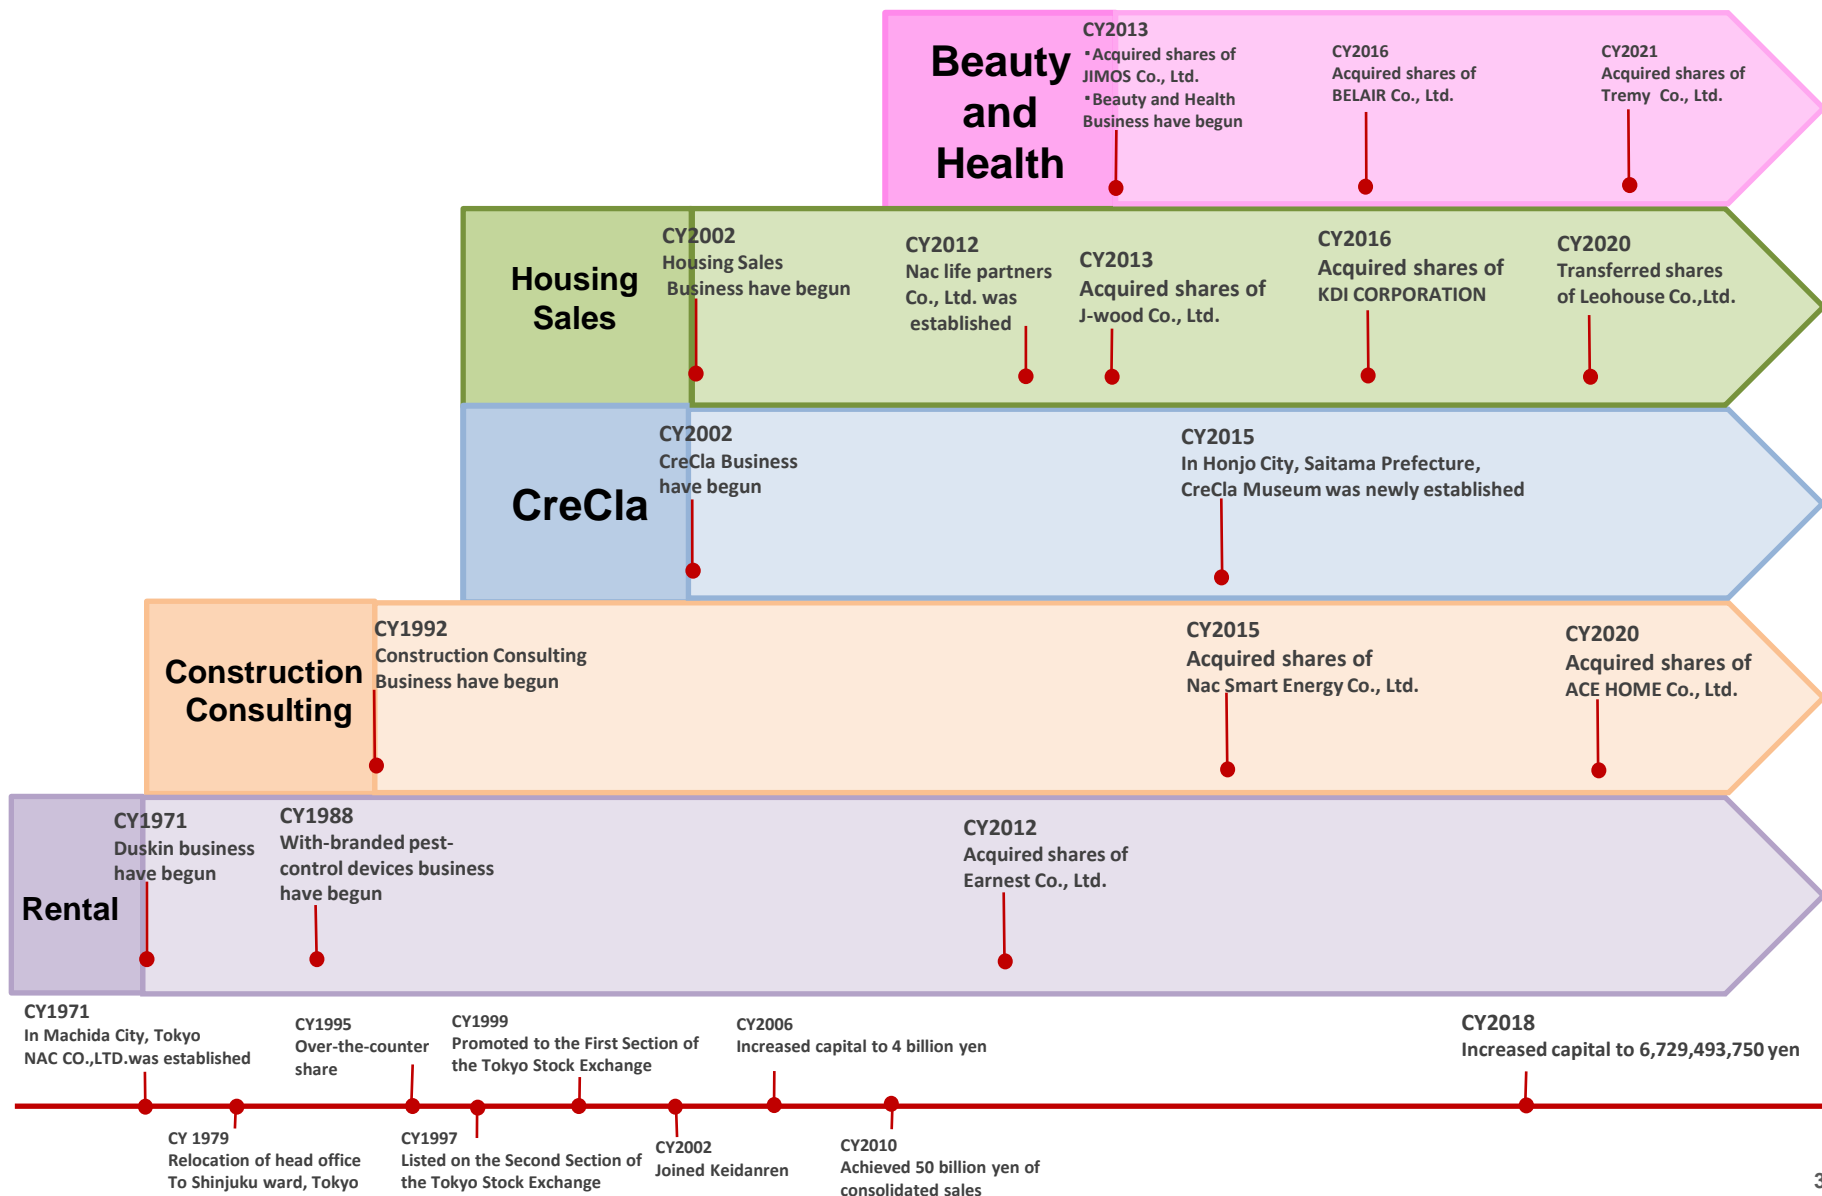 Beauty
and
Health
CY2013
・Acquired shares of
JIMOS Co., Ltd.
・Beauty and Health
Business have begun
CY2016
Acquired shares of
BELAIR Co., Ltd.
CY2021
Acquired shares of
Tremy Co., Ltd.
Housing
Sales
CY2002
Housing Sales
Business have begun
CY2012
Nac life partners
Co., Ltd. was
established
CY2013
Acquired shares of
J-wood Co., Ltd.
CY2016
Acquired shares of
KDI CORPORATION
CY2020
Transferred shares
of Leohouse Co.,Ltd.
CreCla
CY2002
CreCla Business
have begun
CY2015
In Honjo City, Saitama Prefecture,
CreCla Museum was newly established
Construction
Consulting
CY1992
Construction Consulting
Business have begun
CY2015
Acquired shares of
Nac Smart Energy Co., Ltd.
CY2020
Acquired shares of
ACE HOME Co., Ltd.
Rental
CY1971
Duskin business
have begun
CY1988
With-branded pest-
control devices business
have begun
CY2012
Acquired shares of
Earnest Co., Ltd.
CY1971
In Machida City, Tokyo
NAC CO.,LTD.was established
CY1995
Over-the-counter
share
CY1999
Promoted to the First Section of
the Tokyo Stock Exchange
CY2006
Increased capital to 4 billion yen
CY2018
Increased capital to 6,729,493,750 yen
CY 1979
Relocation of head office
To Shinjuku ward, Tokyo
CY1997
Listed on the Second Section of
the Tokyo Stock Exchange
CY2002
Joined Keidanren
CY2010
Achieved 50 billion yen of
consolidated sales
3